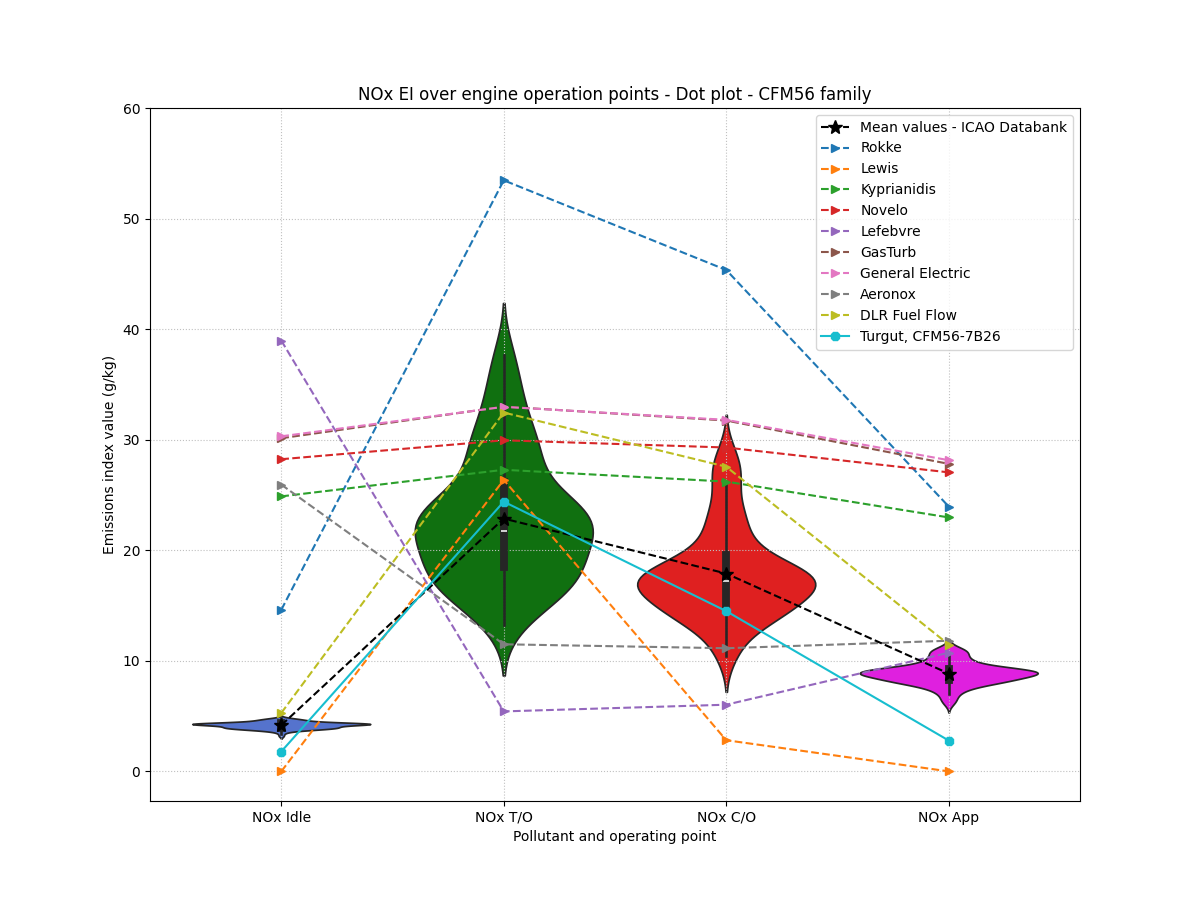 NOx EI over engine operation points - Dot plot - CFM56 family
60
50
40
30
20
10
0
Emissions index value (g/kg)
Mean values - ICAO Databank
Rokke
Lewis
Kyprianidis
Novelo
Lefebvre
GasTurb
General Electric
Aeronox
DLR Fuel Flow
Turgut, CFM56-7B26
NOx Idle
NOx T/O
NOx C/O
NOx App
Pollutant and operating point